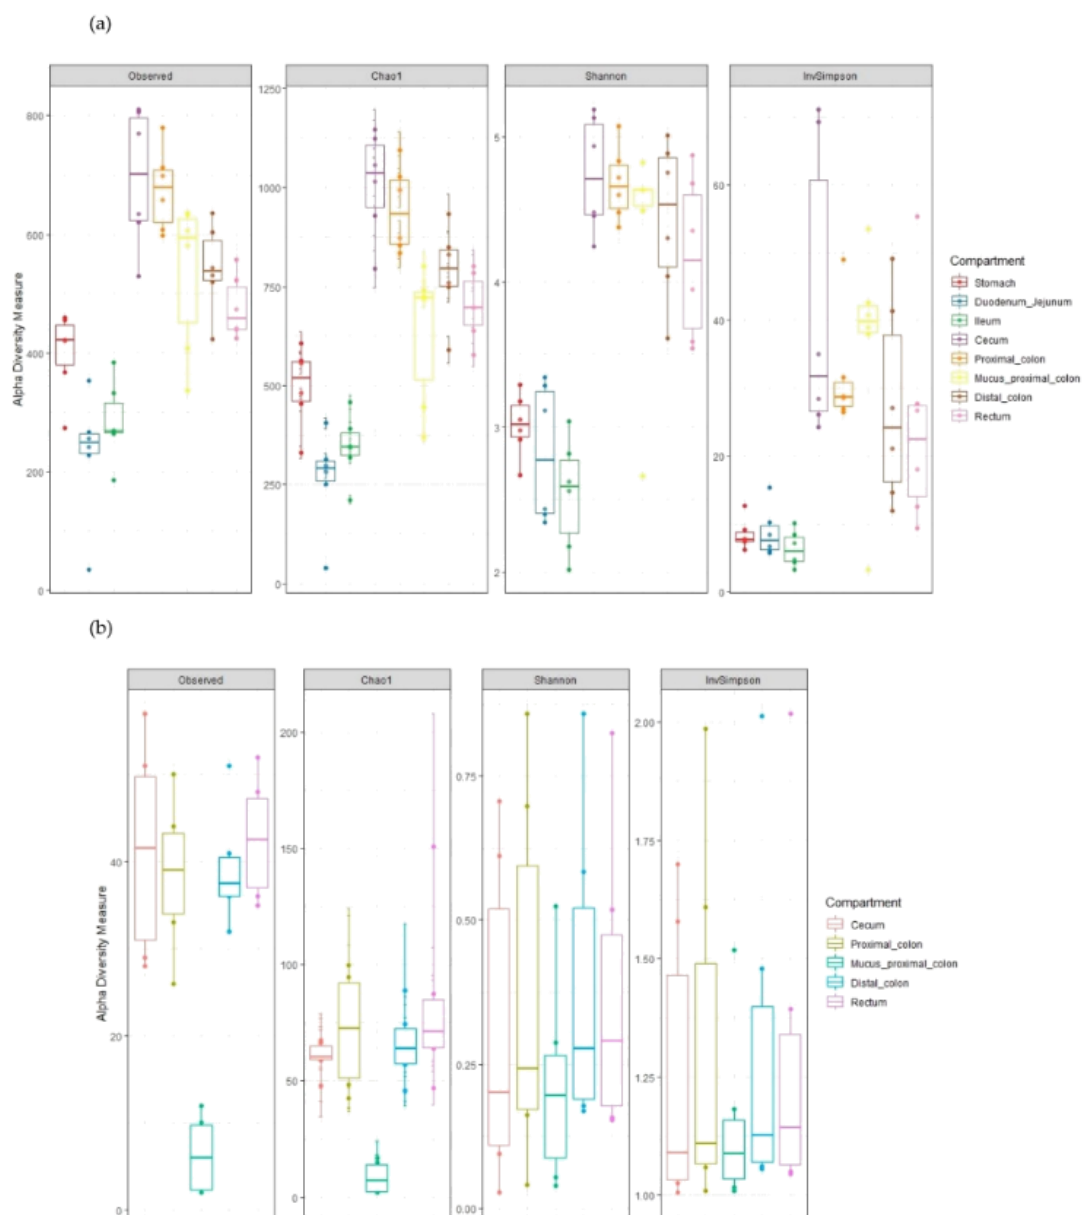 (a)
Observed
Chao1
Shannon
InvSimpson
Alpha Diversity Measure
800
600
400
200
0
1250
1000
750
500
250
0
5
4
3
2
60
40
20
0
Compartment
Stomach
Duodenum_Jejunum
Ileum
Cecum
Proximal_colon
Mucus_proximal_colon
Distal_colon
Rectum
(b)
Observed
Chao1
Shannon
InvSimpson
Alpha Diversity Measure
40
20
0
200
150
100
50
0
0.75
0.50
0.25
0.00
2.00
1.75
1.50
1.25
1.00
Compartment
Cecum
Proximal_colon
Mucus_proximal_colon
Distal_colon
Rectum